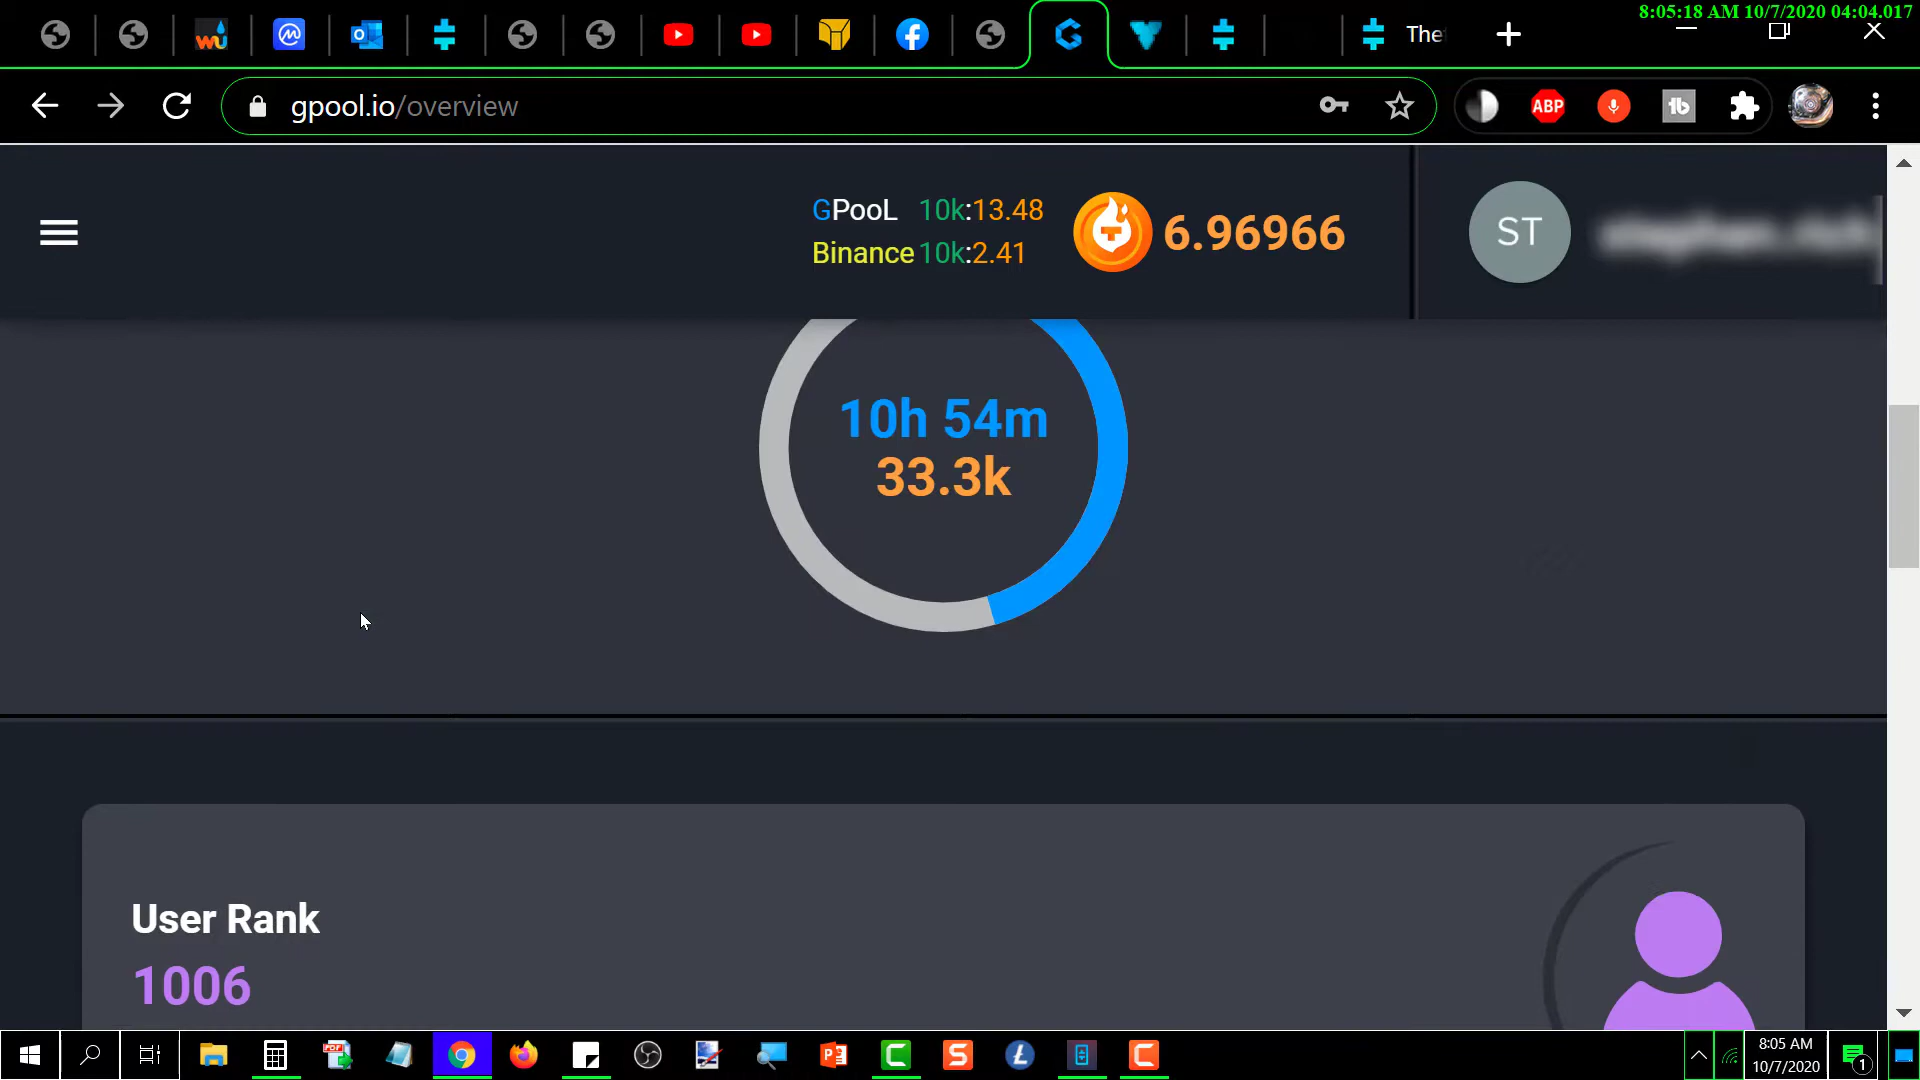 8:05:18 AM 10/7/2020 04:04.017
The
gpool.io/overview
ABP
GPooL 10k:13.48
Binance 10k:2.41
6.96966
ST
10h 54m
33.3k
User Rank
1006
8:05 AM
10/7/2020
1